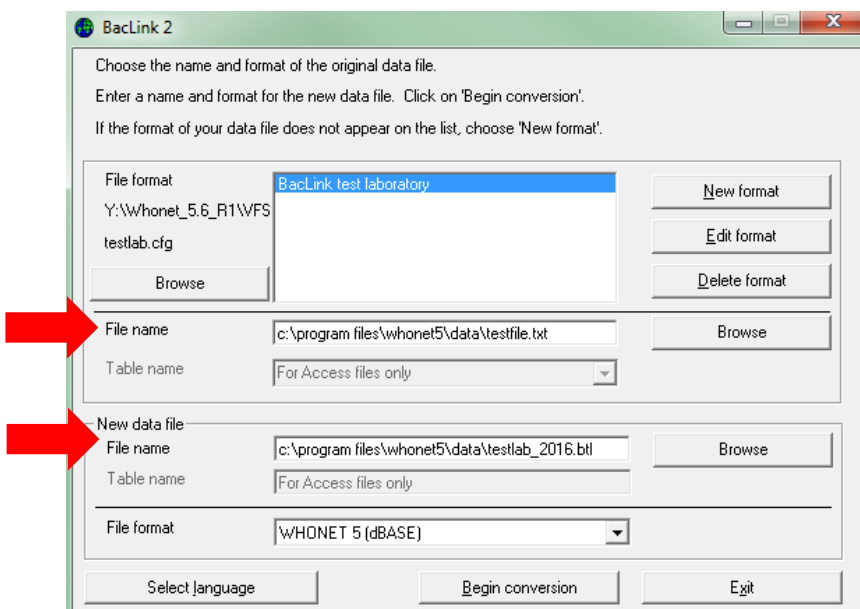 BacLink 2
Choose the name and format of the original data file.
Enter a name and format for the new data file.  Click on 'Begin conversion'.
If the format of your data file does not appear on the list, choose 'New format'.
File format
BacLink test laboratory
New format
Y:\Whonet_5.6_R1\VFS
Edit format
testlab.cfg
Browse
Delete format
File name
c:\program files\whonet5\data\testfile.txt
Browse
Table name
For Access files only
New data file
File name
c:\program files\whonet5\data\testlab_2016.btl
Browse
Table name
For Access files only
File format
WHONET 5 (dBASE)
Select language
Begin conversion
Exit